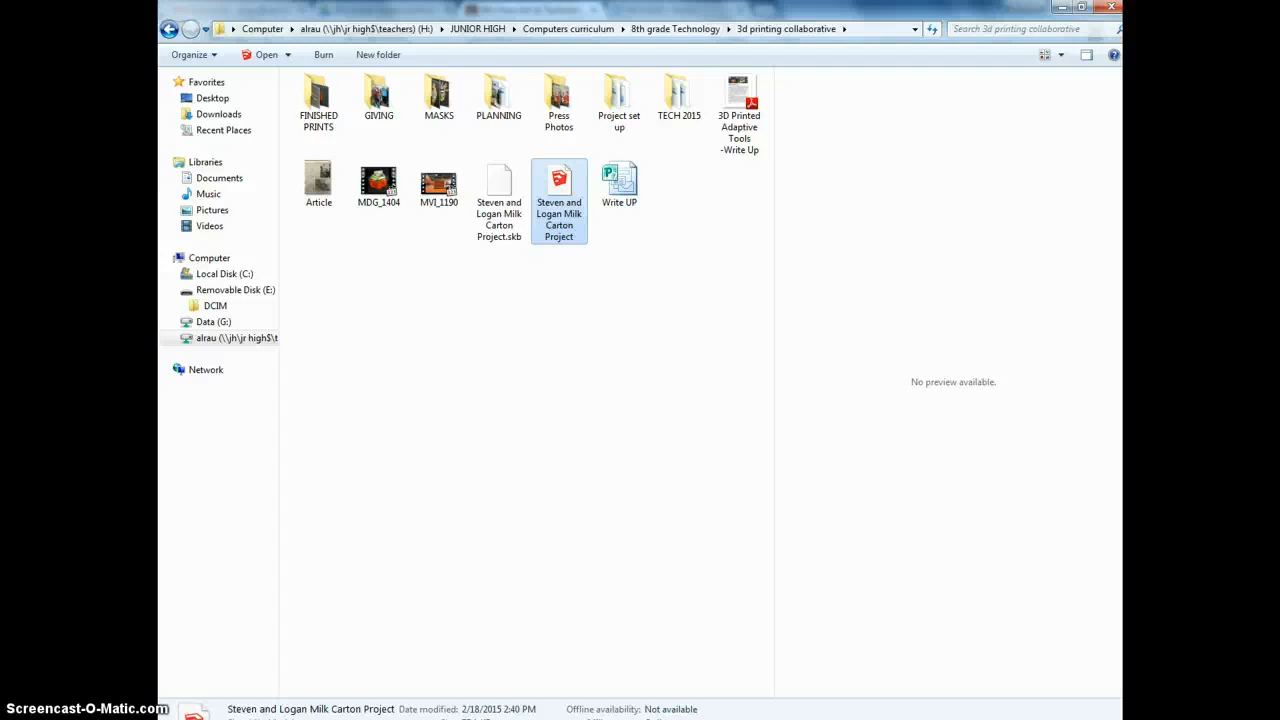 Computer
alrau (\\jh\jr high$\teachers) (H:)
JUNIOR HIGH
Computers curriculum
8th grade Technology
3d printing collaborative
Search 3d printing collaborative
Organize
Open
Burn
New folder
Favorites
Desktop
Downloads
Recent Places
Libraries
Documents
Music
Pictures
Videos
Computer
Local Disk (C:)
Removable Disk (E:)
DCIM
Data (G:)
alrau (\\jh\jr high$\t
Network
FINISHED
PRINTS
GIVING
MASKS
PLANNING
Press
Photos
Project set
up
TECH 2015
3D Printed
Adaptive
Tools
-Write Up
Article
MDG_1404
MVI_1190
Steven and
Logan Milk
Carton
Project.skb
Steven and
Logan Milk
Carton
Project
Write UP
No preview available.
Steven and Logan Milk Carton Project
Date modified: 2/18/2015 2:40 PM
Offline availability: Not available
Screencast-O-Matic.com